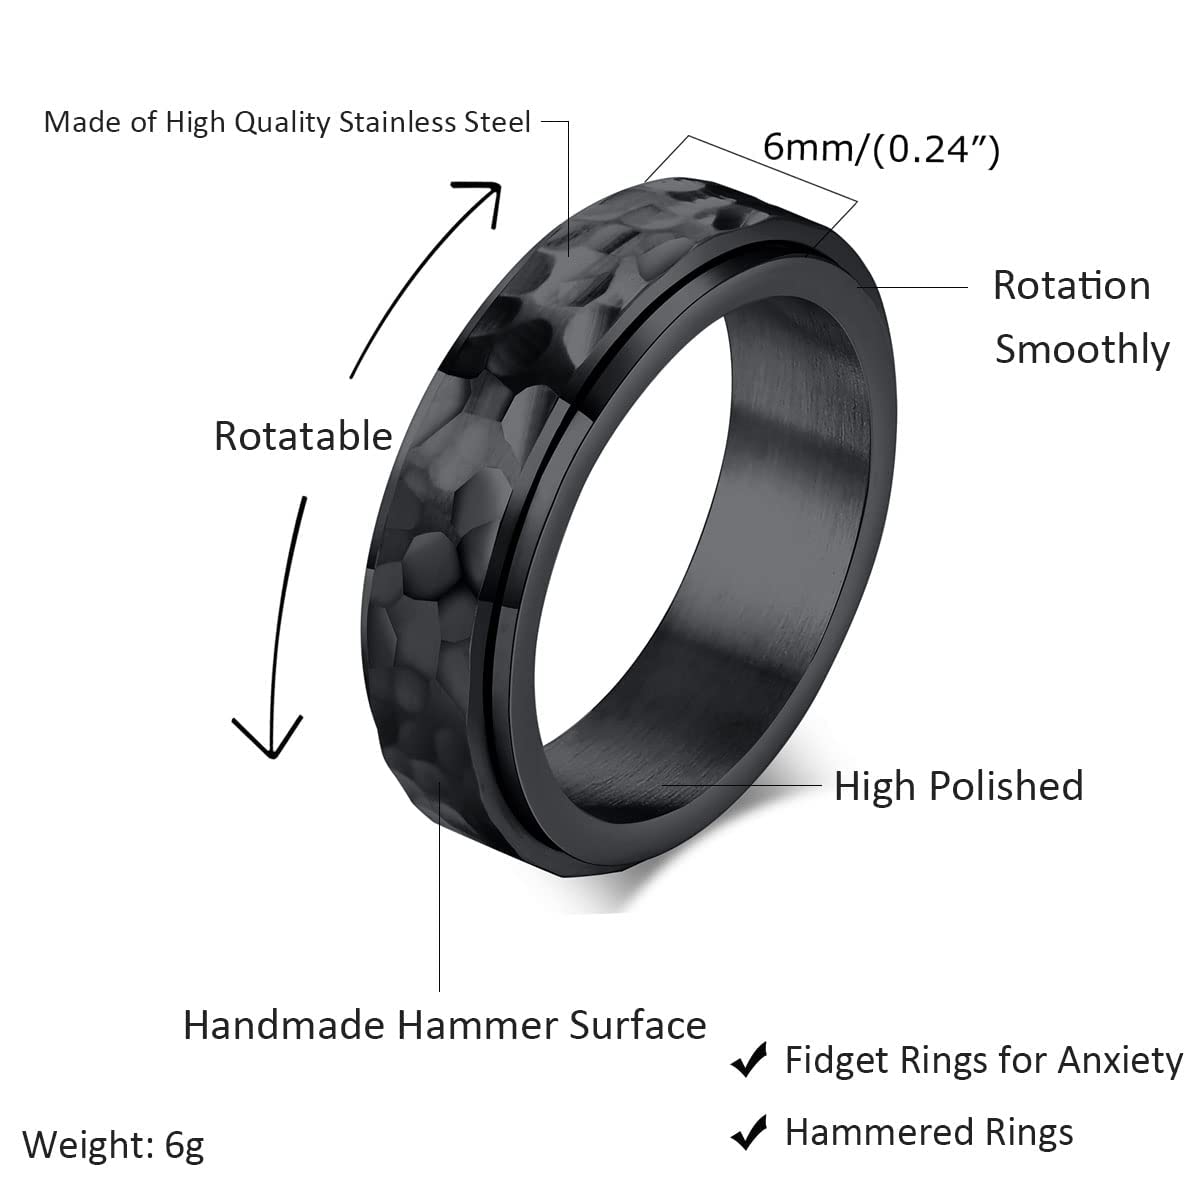 Made of High Quality Stainless Steel
6mm/(0.24”)
Rotation
Smoothly
Rotatable
High Polished
Handmade Hammer Surface
Fidget Rings for Anxiety
Hammered Rings
Weight: 6g